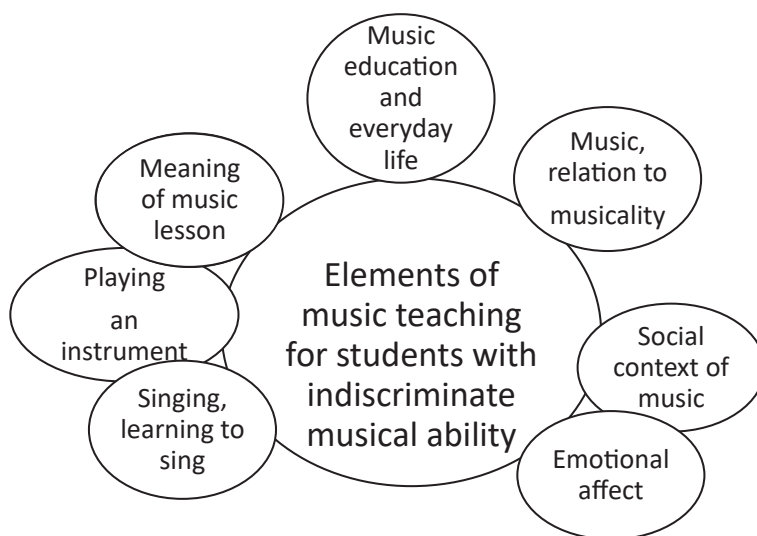 Music
education
and
everyday
life
Music,
relation to
musicality
Meaning
of music
lesson
Playing
an
instrument
Singing,
learning to
sing
Elements of
music teaching
for students with
indiscriminate
musical ability
Social
context of
music
Emotional
affect